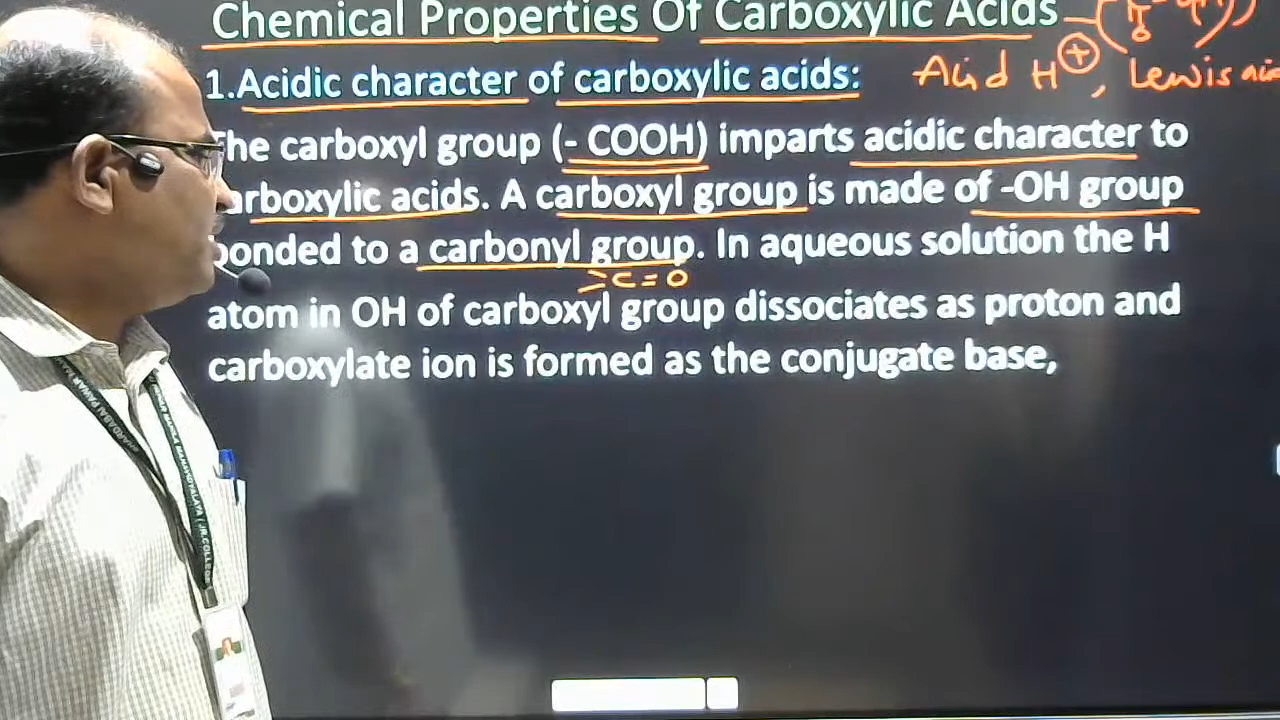 Chemical Properties Of Carboxylic Acids
1.Acidic character of carboxylic acids: Acid H⊕, Lewis
The carboxyl group (- COOH) imparts acidic character to
arboxylic acids. A carboxyl group is made of -OH group
bonded to a carbonyl group. In aqueous solution the H
>C=O
atom in OH of carboxyl group dissociates as proton and
carboxylate ion is formed as the conjugate base,